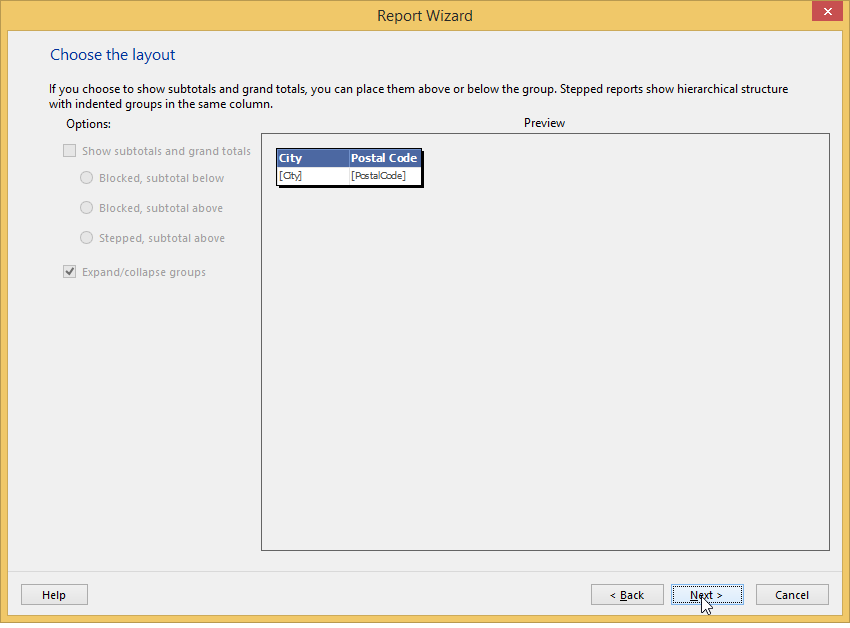 Report Wizard
Choose the layout
If you choose to show subtotals and grand totals, you can place them above or below the group. Stepped reports show hierarchical structure
with indented groups in the same column.
Options:
Preview
Show subtotals and grand totals
Blocked, subtotal below
Blocked, subtotal above
Stepped, subtotal above
Expand/collapse groups
City Postal Code
[City] [PostalCode]
Help
< Back
Next >
Cancel